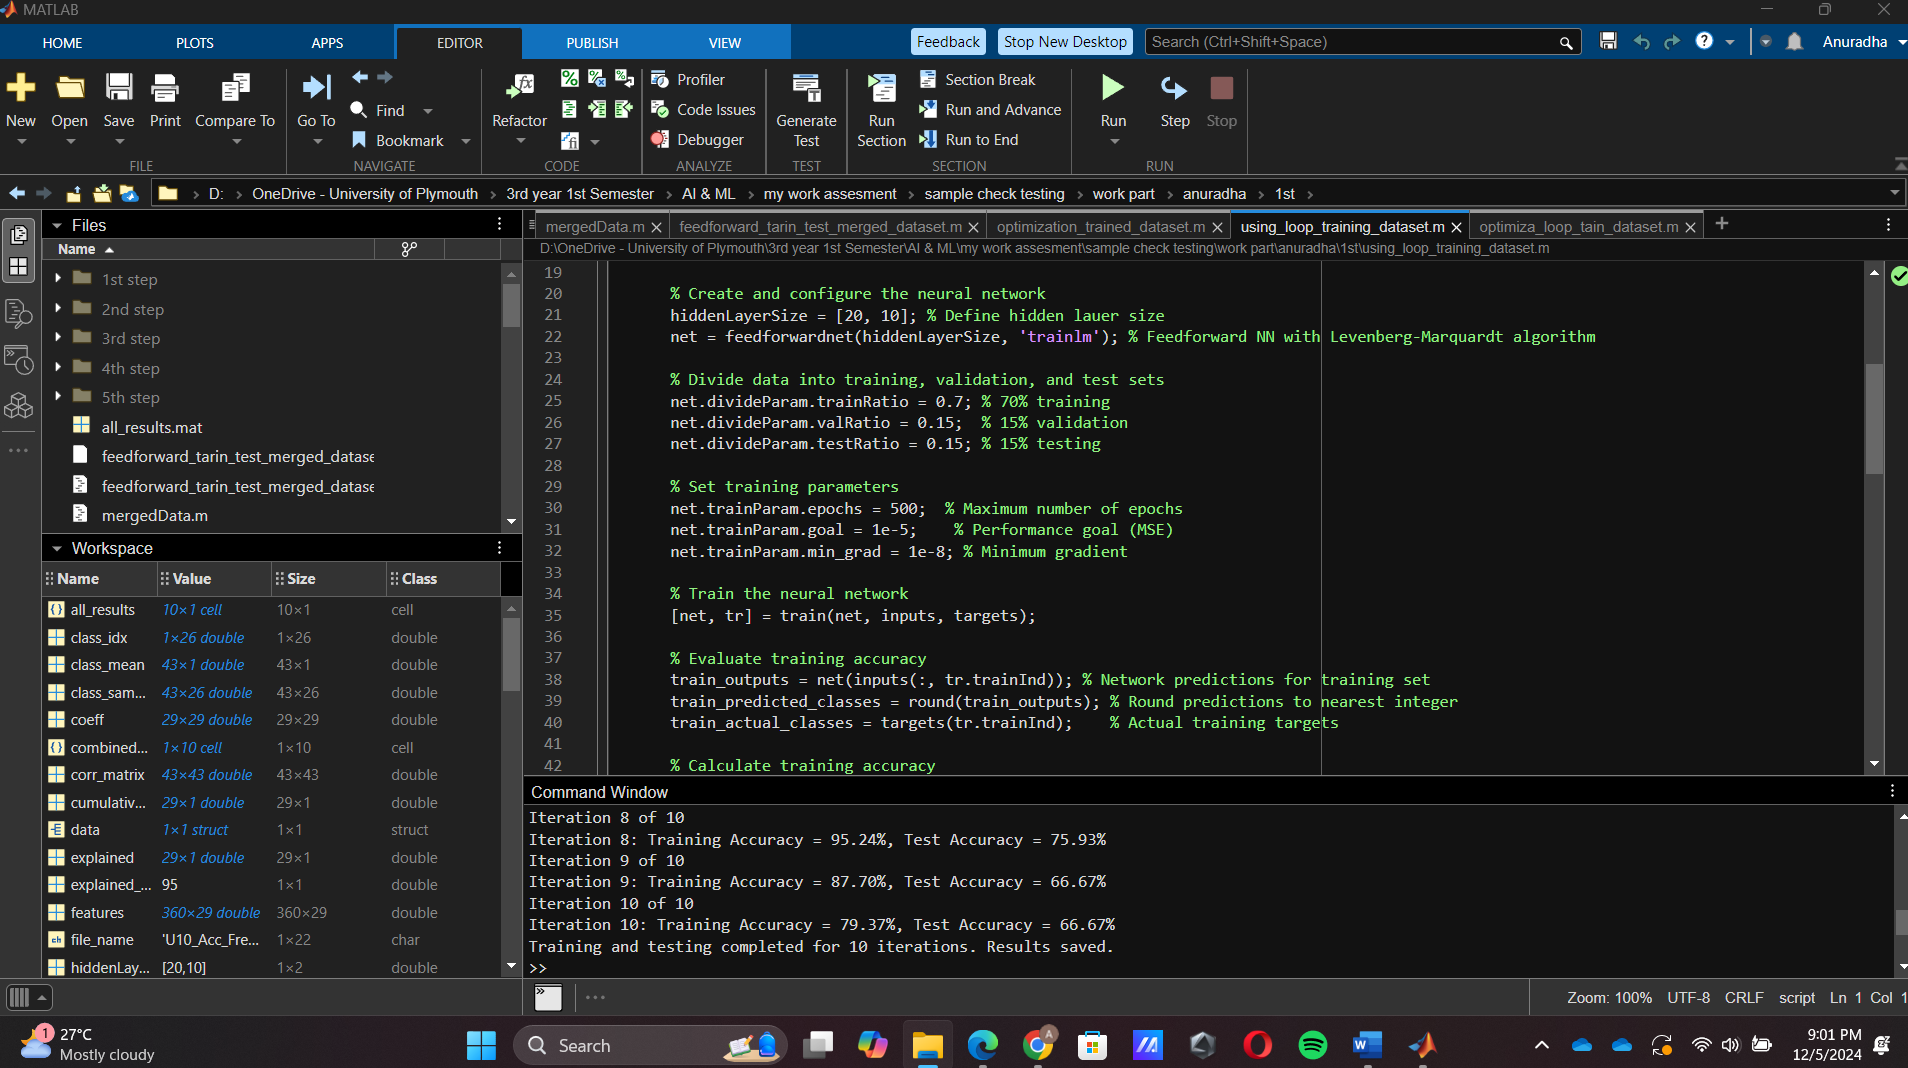 MATLAB
HOME PLOTS APPS EDITOR PUBLISH VIEW Feedback Stop New Desktop Search (Ctrl+Shift+Space) Anuradha
New Open Save Print Compare To
FILE
Go To Find Bookmark
NAVIGATE
Refactor
CODE
Profiler
Code Issues
Debugger
ANALYZE
Generate Test
TEST
Run Section
Section Break
Run and Advance
Run to End
SECTION
Run Step Stop
RUN
D: OneDrive - University of Plymouth 3rd year 1st Semester AI & ML my work assesment sample check testing work part anuradha 1st
Files
Name
1st step
2nd step
3rd step
4th step
5th step
all_results.mat
feedforward_tarin_test_merged_datase
feedforward_tarin_test_merged_datase
mergedData.m
Workspace
Name Value Size Class
all_results 10×1 cell 10×1 cell
class_idx 1×26 double 1×26 double
class_mean 43×1 double 43×1 double
class_sam... 43×26 double 43×26 double
coeff 29×29 double 29×29 double
combined... 1×10 cell 1×10 cell
corr_matrix 43×43 double 43×43 double
cumulativ... 29×1 double 29×1 double
data 1×1 struct 1×1 struct
explained 29×1 double 29×1 double
explained_... 95 1×1 double
features 360×29 double 360×29 double
file_name 'U10_Acc_Fre... 1×22 char
hiddenLay... [20,10] 1×2 double
mergedData.m feedforward_tarin_test_merged_dataset.m optimization_trained_dataset.m using_loop_training_dataset.m optimiza_loop_tain_dataset.m
D:\OneDrive - University of Plymouth\3rd year 1st Semester\AI & ML\my work assesment\sample check testing\work part\anuradha\1st\using_loop_training_dataset.m
19
20 % Create and configure the neural network
21 hiddenLayerSize = [20, 10]; % Define hidden lauer size
22 net = feedforwardnet(hiddenLayerSize, 'trainlm'); % Feedforward NN with Levenberg-Marquardt algorithm
23
24 % Divide data into training, validation, and test sets
25 net.divideParam.trainRatio = 0.7; % 70% training
26 net.divideParam.valRatio = 0.15; % 15% validation
27 net.divideParam.testRatio = 0.15; % 15% testing
28
29 % Set training parameters
30 net.trainParam.epochs = 500; % Maximum number of epochs
31 net.trainParam.goal = 1e-5; % Performance goal (MSE)
32 net.trainParam.min_grad = 1e-8; % Minimum gradient
33
34 % Train the neural network
35 [net, tr] = train(net, inputs, targets);
36
37 % Evaluate training accuracy
38 train_outputs = net(inputs(:, tr.trainInd)); % Network predictions for training set
39 train_predicted_classes = round(train_outputs); % Round predictions to nearest integer
40 train_actual_classes = targets(tr.trainInd); % Actual training targets
41
42 % Calculate training accuracy
Command Window
Iteration 8 of 10
Iteration 8: Training Accuracy = 95.24%, Test Accuracy = 75.93%
Iteration 9 of 10
Iteration 9: Training Accuracy = 87.70%, Test Accuracy = 66.67%
Iteration 10 of 10
Iteration 10: Training Accuracy = 79.37%, Test Accuracy = 66.67%
Training and testing completed for 10 iterations. Results saved.
>>
Zoom: 100% UTF-8 CRLF script Ln 1 Col 1
1
27°C
Mostly cloudy
Search
9:01 PM
12/5/2024